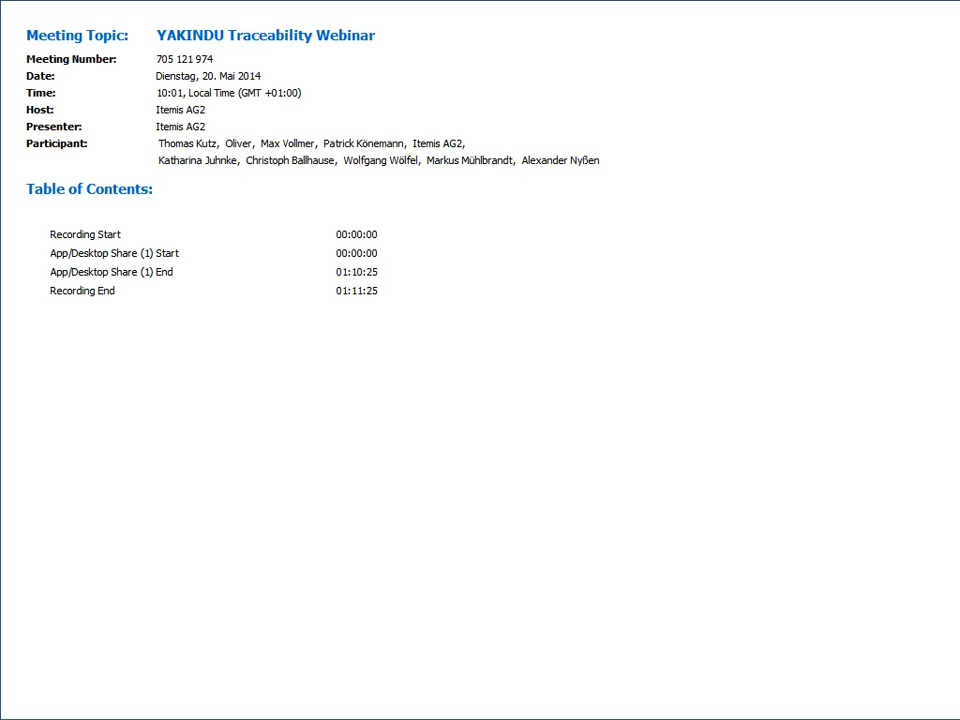 Meeting Topic: YAKINDU Traceability Webinar
Meeting Number: 705 121 974
Date: Dienstag, 20. Mai 2014
Time: 10:01, Local Time (GMT +01:00)
Host: Itemis AG2
Presenter: Itemis AG2
Participant: Thomas Kutz, Oliver, Max Vollmer, Patrick Könemann, Itemis AG2,
Katharina Juhnke, Christoph Ballhause, Wolfgang Wölfel, Markus Mühlbrandt, Alexander Nyßen
Table of Contents:
Recording Start 00:00:00
App/Desktop Share (1) Start 00:00:00
App/Desktop Share (1) End 01:10:25
Recording End 01:11:25